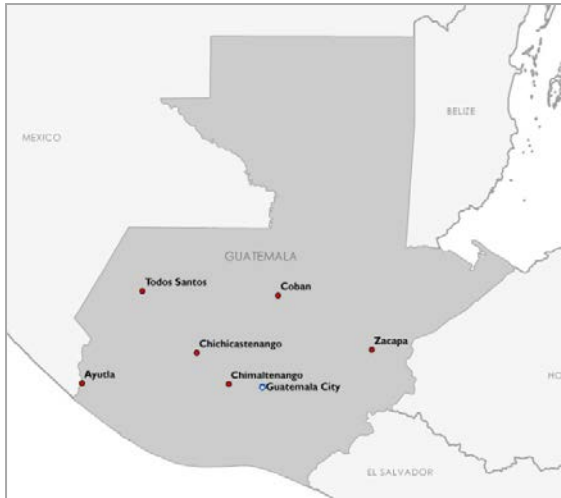 BELIZE
MEXICO
GUATEMALA
Todos Santos
Coban
Chichicastenango
Zacapa
Ayutla
Chimaltenango
Guatemala City
HO
EL SALVADOR